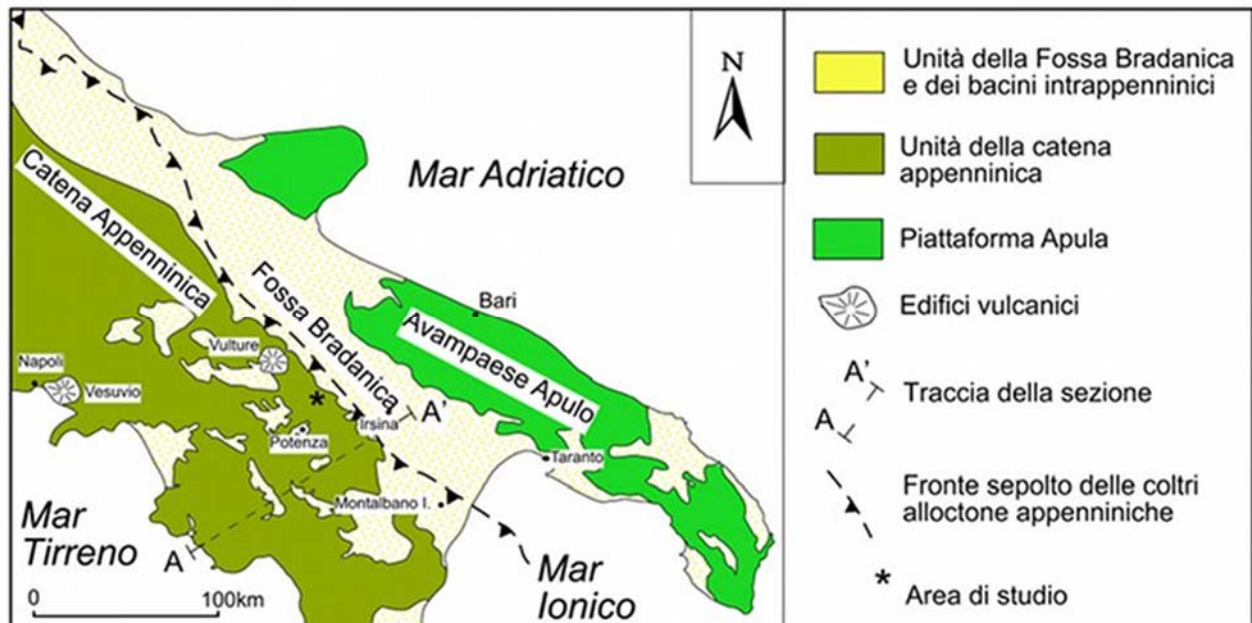 N
Mar Adriatico
Catena Appenninica
Fossa Bradanica
Bari
Avampaese Apulo
Vulture
Napoli
Vesuvio
A'
Irsina
Potenza
Taranto
Montalbano I.
Mar
Tirreno
A
Mar
Ionico
0 100km
Unità della Fossa Bradanica
e dei bacini intrappenninici
Unità della catena
appenninica
Piattaforma Apula
Edifici vulcanici
A'
Traccia della sezione
A
Fronte sepolto delle coltri
alloctone appenniniche
* Area di studio